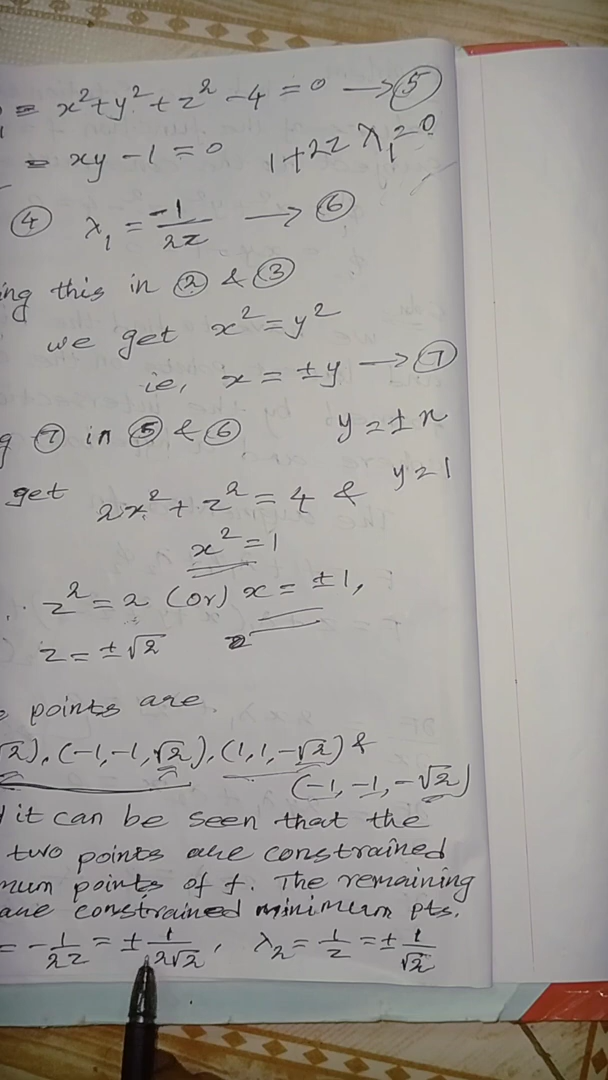 = x²+y²+z² -4 = 0 → ⑤
= xy -1 = 0 1+2z λ₁=0
④ λ₁ = -1/2z → ⑥
ing this in ② & ③
we get x² = y²
ie, x = ±y → ⑦
g ⑦ in ⑤ & ⑥ y = ±x
get 2x² + z² = 4 & y=1
x² = 1
z² = 2 (or) x = ±1,
z = ±√2
e points are
√2), (-1,-1,√2), (1,1,-√2) &
(-1,-1,-√2)
it can be seen that the
two points are constrained
mum points of f. The remaining
are constrained minimum pts.
= -1/2z = ± 1/2√2, λ₂ = 1/z = ± 1/√2